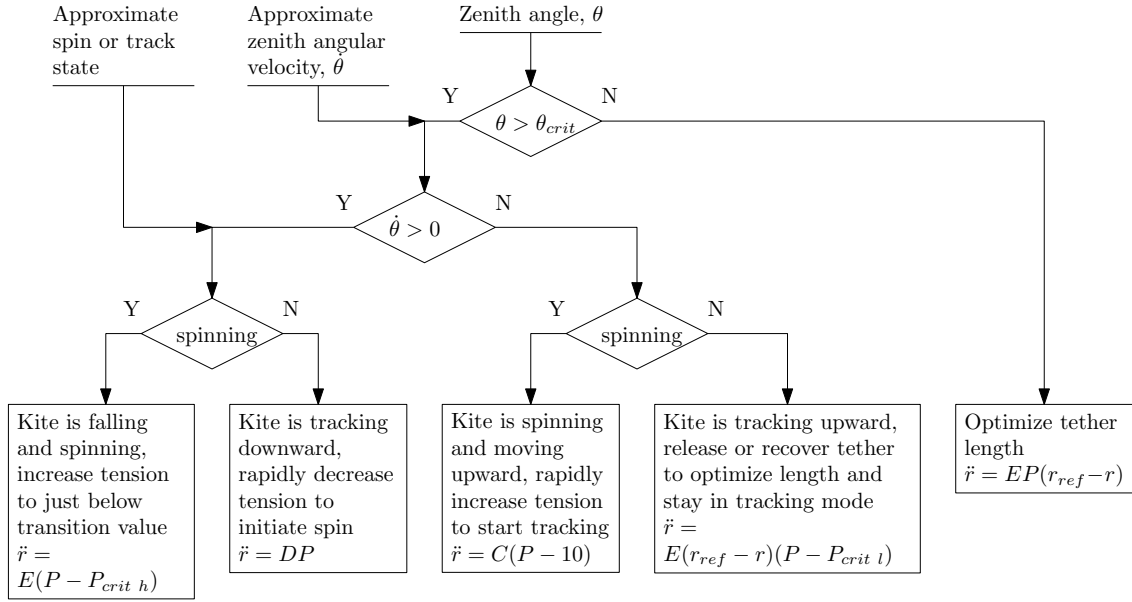 Approximate
spin or track
state
Approximate
zenith angular
velocity, θ̇
Zenith angle, θ
Y
N
θ > θ_crit
Y
N
θ̇ > 0
Y
N
spinning
Y
N
spinning
Kite is falling
and spinning,
increase tension
to just below
transition value
r̈ =
E(P − P_crit h)
Kite is tracking
downward,
rapidly decrease
tension to
initiate spin
r̈ = DP
Kite is spinning
and moving
upward, rapidly
increase tension
to start tracking
r̈ = C(P − 10)
Kite is tracking upward,
release or recover tether
to optimize length and
stay in tracking mode
r̈ =
E(r_ref − r)(P − P_crit l)
Optimize tether
length
r̈ = EP(r_ref − r)